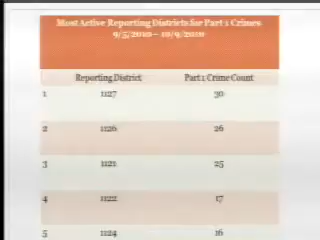 Most Active Reporting Districts for Part 1 Crimes
9/5/2010 – 10/9/2010
Reporting District Part 1 Crime Count
1 1127 30
2 1126 26
3 1121 25
4 1122 17
5 1124 16